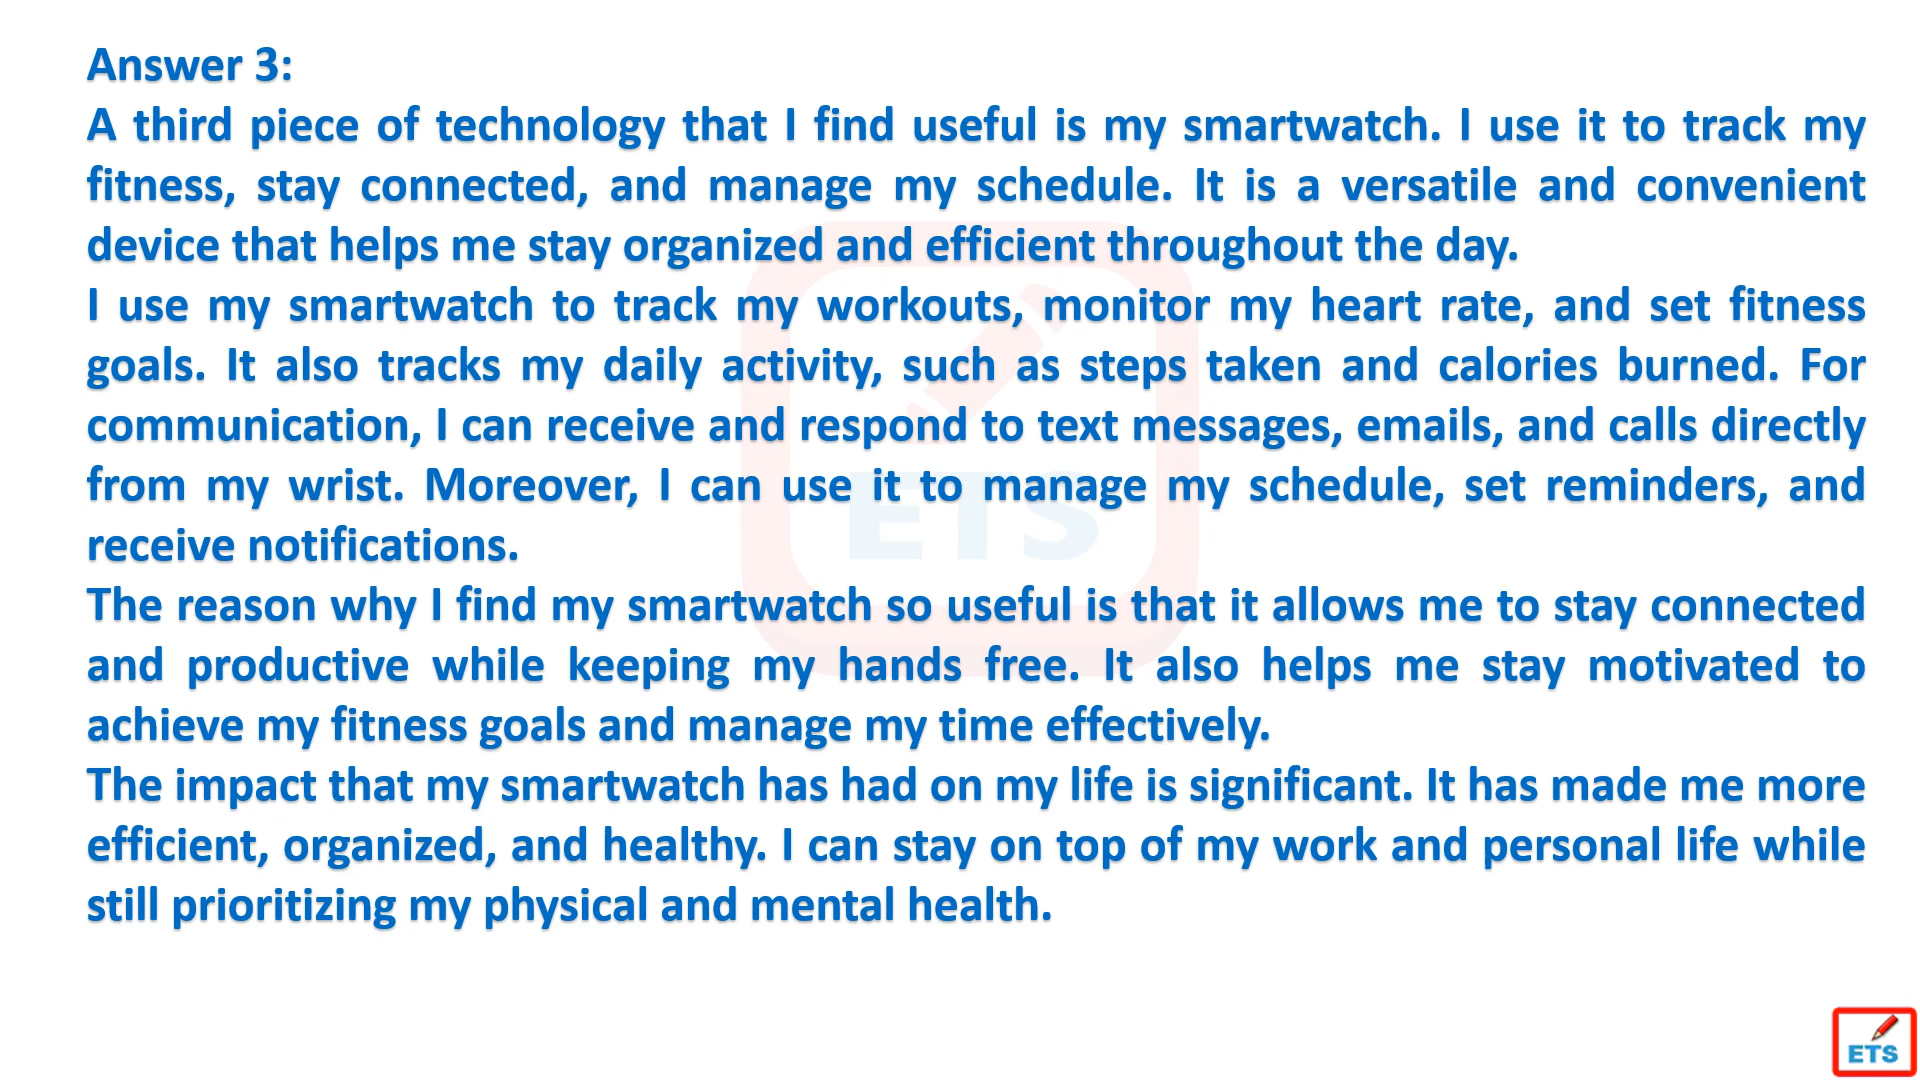 Answer 3:
A third piece of technology that I find useful is my smartwatch. I use it to track my
fitness, stay connected, and manage my schedule. It is a versatile and convenient
device that helps me stay organized and efficient throughout the day.
I use my smartwatch to track my workouts, monitor my heart rate, and set fitness
goals. It also tracks my daily activity, such as steps taken and calories burned. For
communication, I can receive and respond to text messages, emails, and calls directly
from my wrist. Moreover, I can use it to manage my schedule, set reminders, and
receive notifications.
The reason why I find my smartwatch so useful is that it allows me to stay connected
and productive while keeping my hands free. It also helps me stay motivated to
achieve my fitness goals and manage my time effectively.
The impact that my smartwatch has had on my life is significant. It has made me more
efficient, organized, and healthy. I can stay on top of my work and personal life while
still prioritizing my physical and mental health.
ETS
ETS